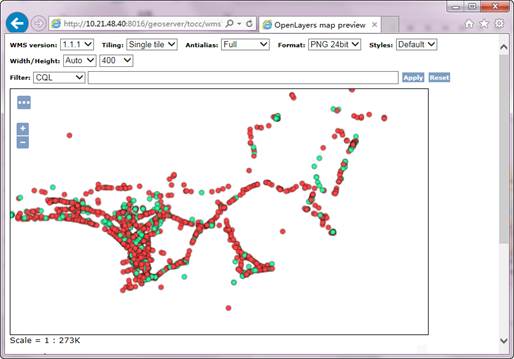 http://10.21.48.40:8016/geoserver/tocc/wms
OpenLayers map preview
WMS version: 1.1.1 Tiling: Single tile Antialias: Full Format: PNG 24bit Styles: Default
Width/Height: Auto 400
Filter: CQL Apply Reset
Scale = 1 : 273K